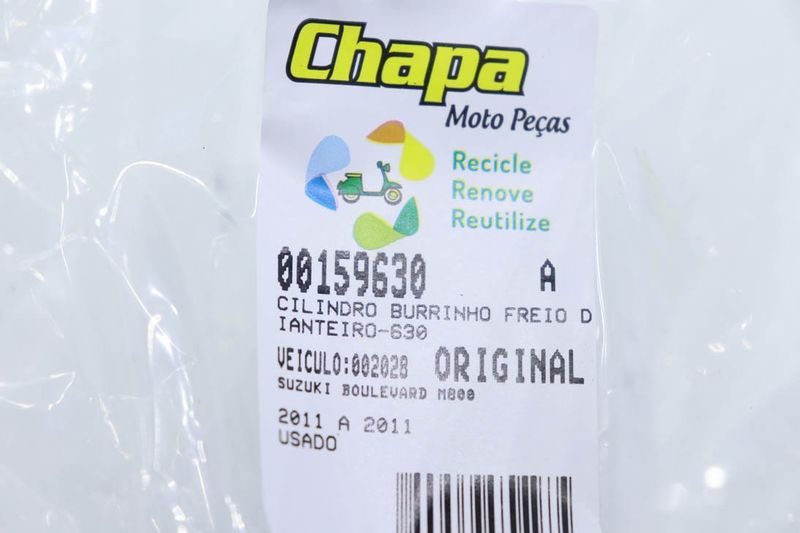 Chapa
Moto Peças
Recicle
Renove
Reutilize
00159630 A
CILINDRO BURRINHO FREIO D
IANTEIRO-630
VEICULO:002028 ORIGINAL
SUZUKI BOULEVARD M800
2011 A 2011
USADO